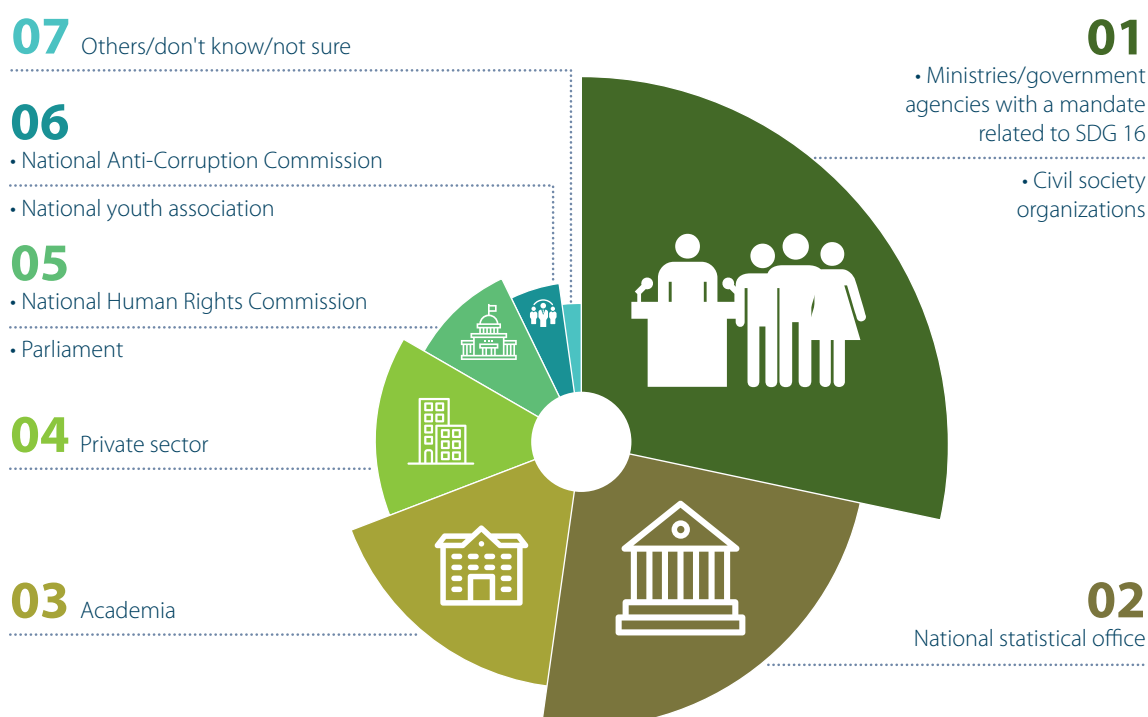 07 Others/don't know/not sure
06
• National Anti-Corruption Commission
• National youth association
05
• National Human Rights Commission
• Parliament
04 Private sector
03 Academia
01
• Ministries/government
agencies with a mandate
related to SDG 16
• Civil society
organizations
02
National statistical office